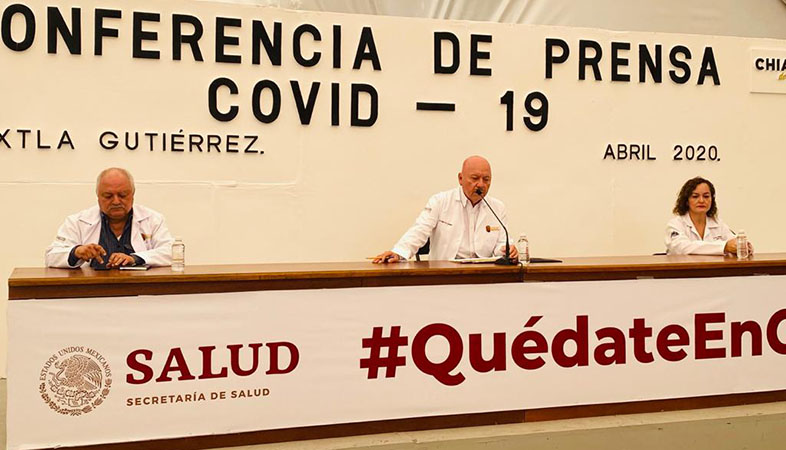 ONFERENCIA DE PRENSA
COVID — 19
XTLA GUTIÉRREZ.
ABRIL 2020.
CHIA
ESTADOS UNIDOS MEXICANOS
SALUD
SECRETARÍA DE SALUD
#QuédateEnC